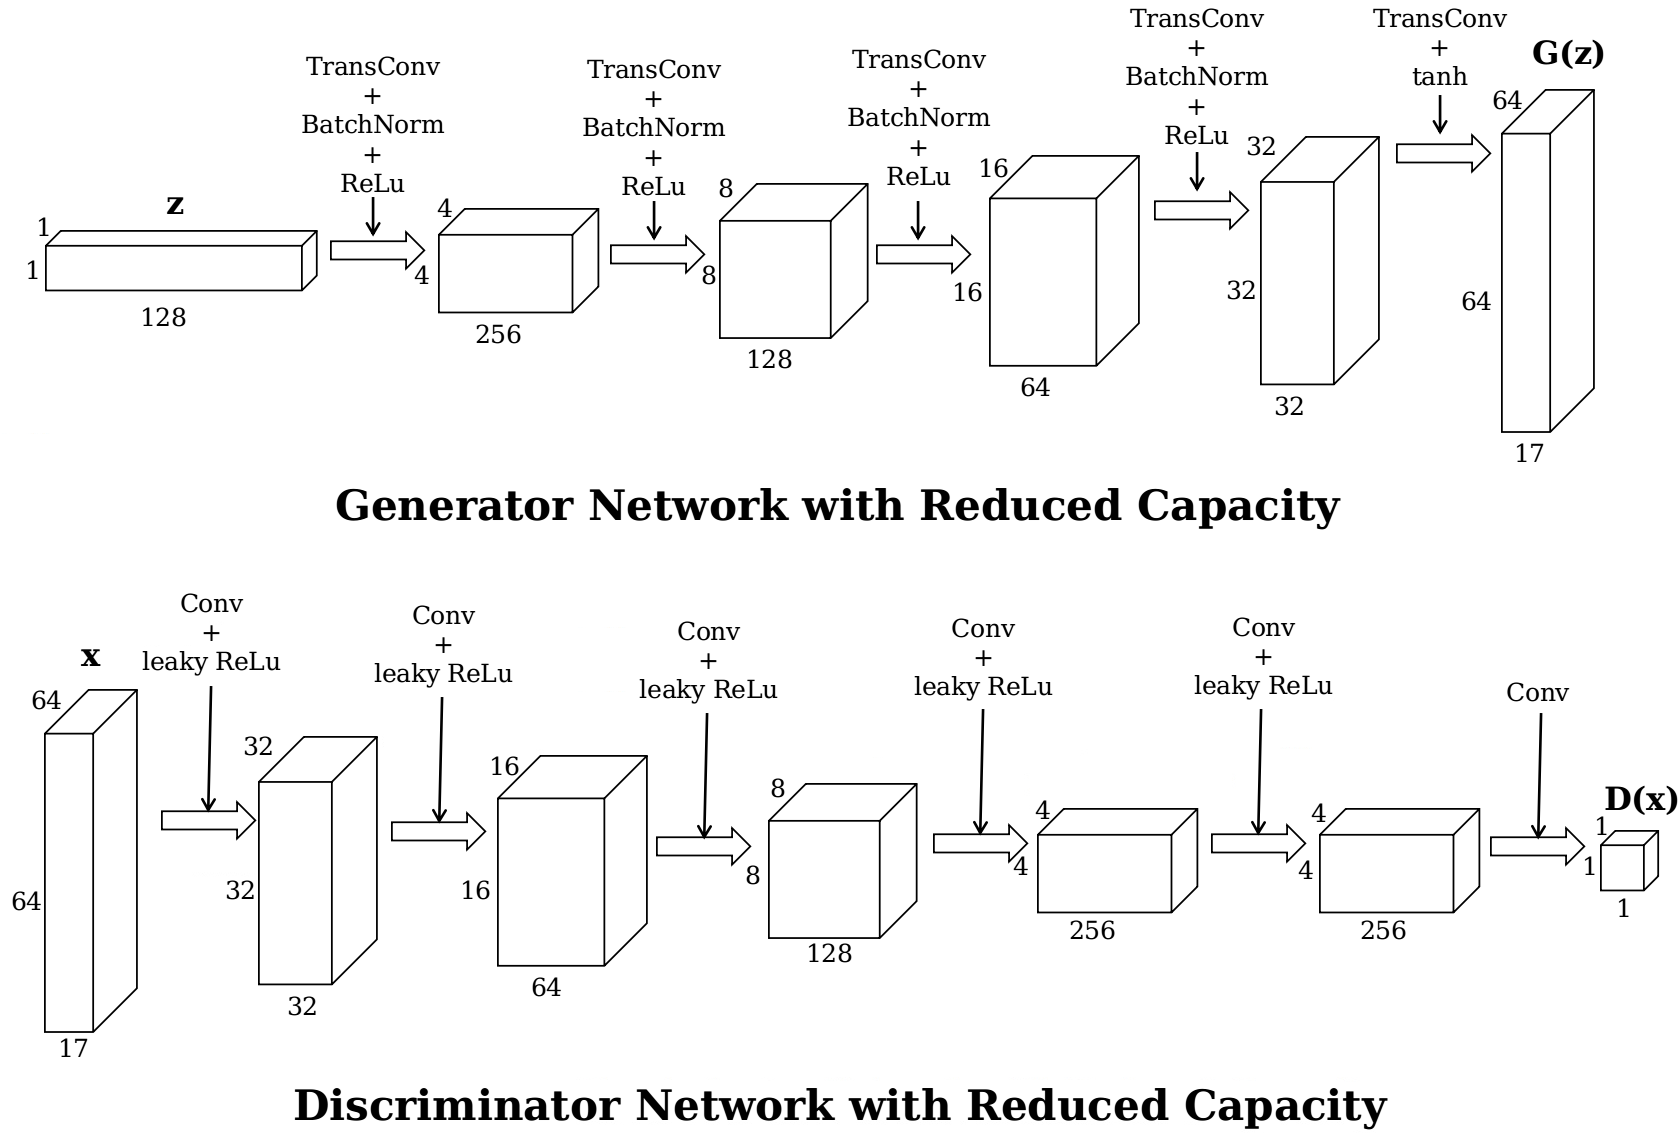 TransConv
+
BatchNorm
+
ReLu
TransConv
+
BatchNorm
+
ReLu
TransConv
+
BatchNorm
+
ReLu
TransConv
+
BatchNorm
+
ReLu
TransConv
+
tanh
G(z)
z
1
1
128
4
4
256
8
8
128
16
16
64
32
32
32
64
64
17
Generator Network with Reduced Capacity
Conv
+
leaky ReLu
Conv
+
leaky ReLu
Conv
+
leaky ReLu
Conv
+
leaky ReLu
Conv
+
leaky ReLu
Conv
x
64
64
17
32
32
32
16
16
64
8
8
128
4
4
256
4
4
256
D(x)
1
1
1
Discriminator Network with Reduced Capacity